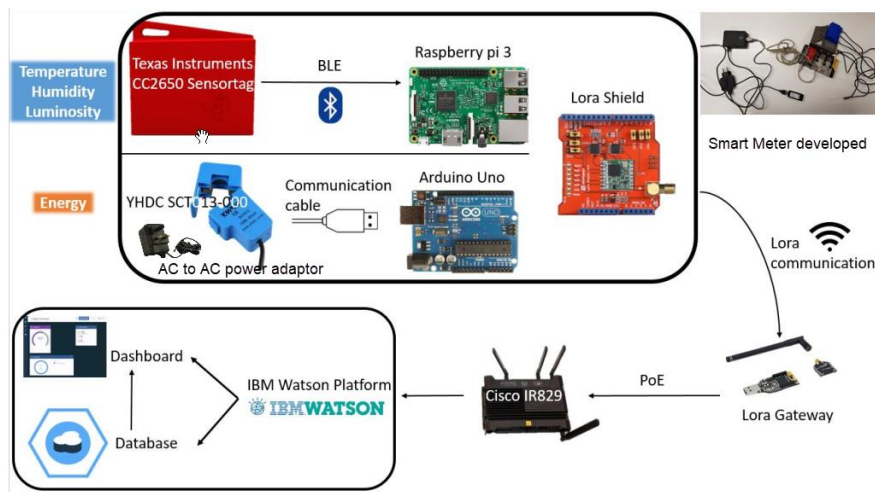 Temperature
Humidity
Luminosity
Texas Instruments
CC2650 Sensortag
BLE
Raspberry pi 3
Lora Shield
Smart Meter developed
Energy
YHDC SCT013-000
Communication
cable
Arduino Uno
UNO
AC to AC power adaptor
Lora
communication
Dashboard
IBM Watson Platform
IBMWATSON
Database
Cisco IR829
PoE
Lora Gateway